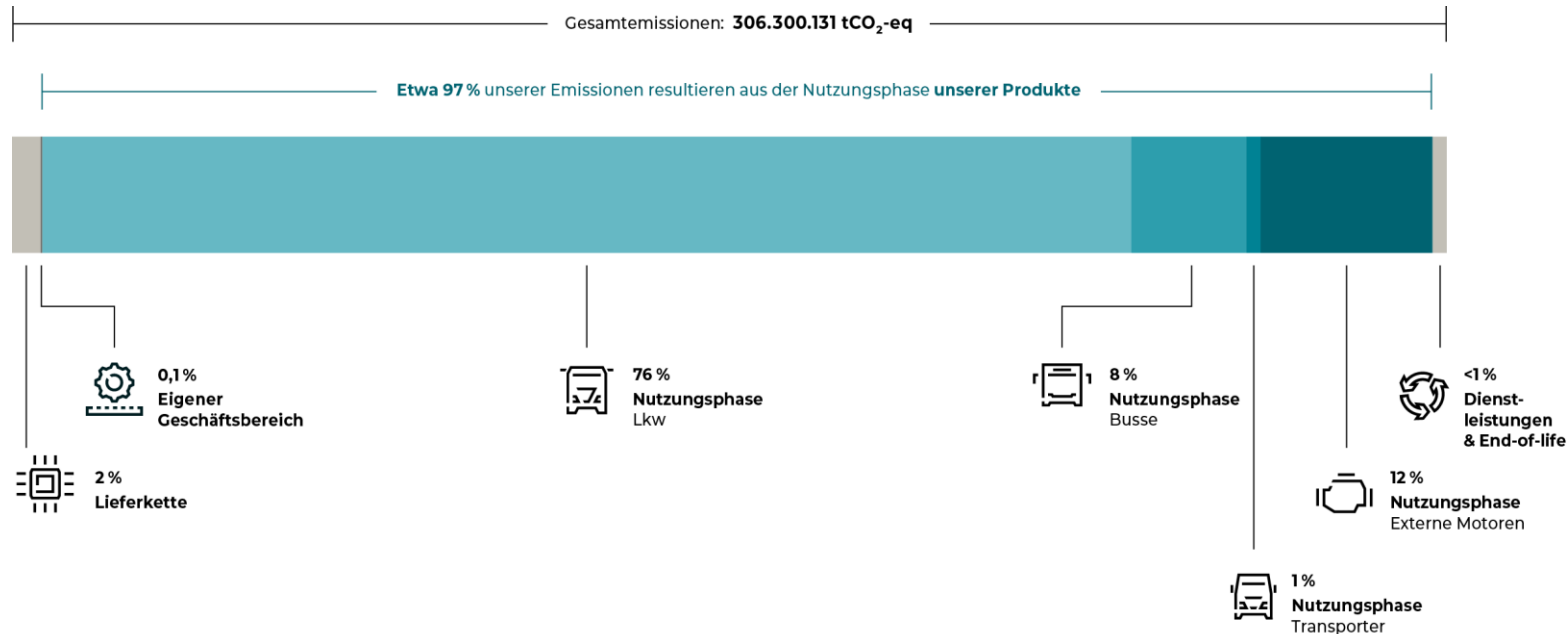 Gesamtemissionen: 306.300.131 tCO₂-eq
Etwa 97 % unserer Emissionen resultieren aus der Nutzungsphase unserer Produkte
0,1 %
Eigener
Geschäftsbereich
76 %
Nutzungsphase
Lkw
8 %
Nutzungsphase
Busse
<1 %
Dienst-
leistungen
& End-of-life
2 %
Lieferkette
12 %
Nutzungsphase
Externe Motoren
1 %
Nutzungsphase
Transporter